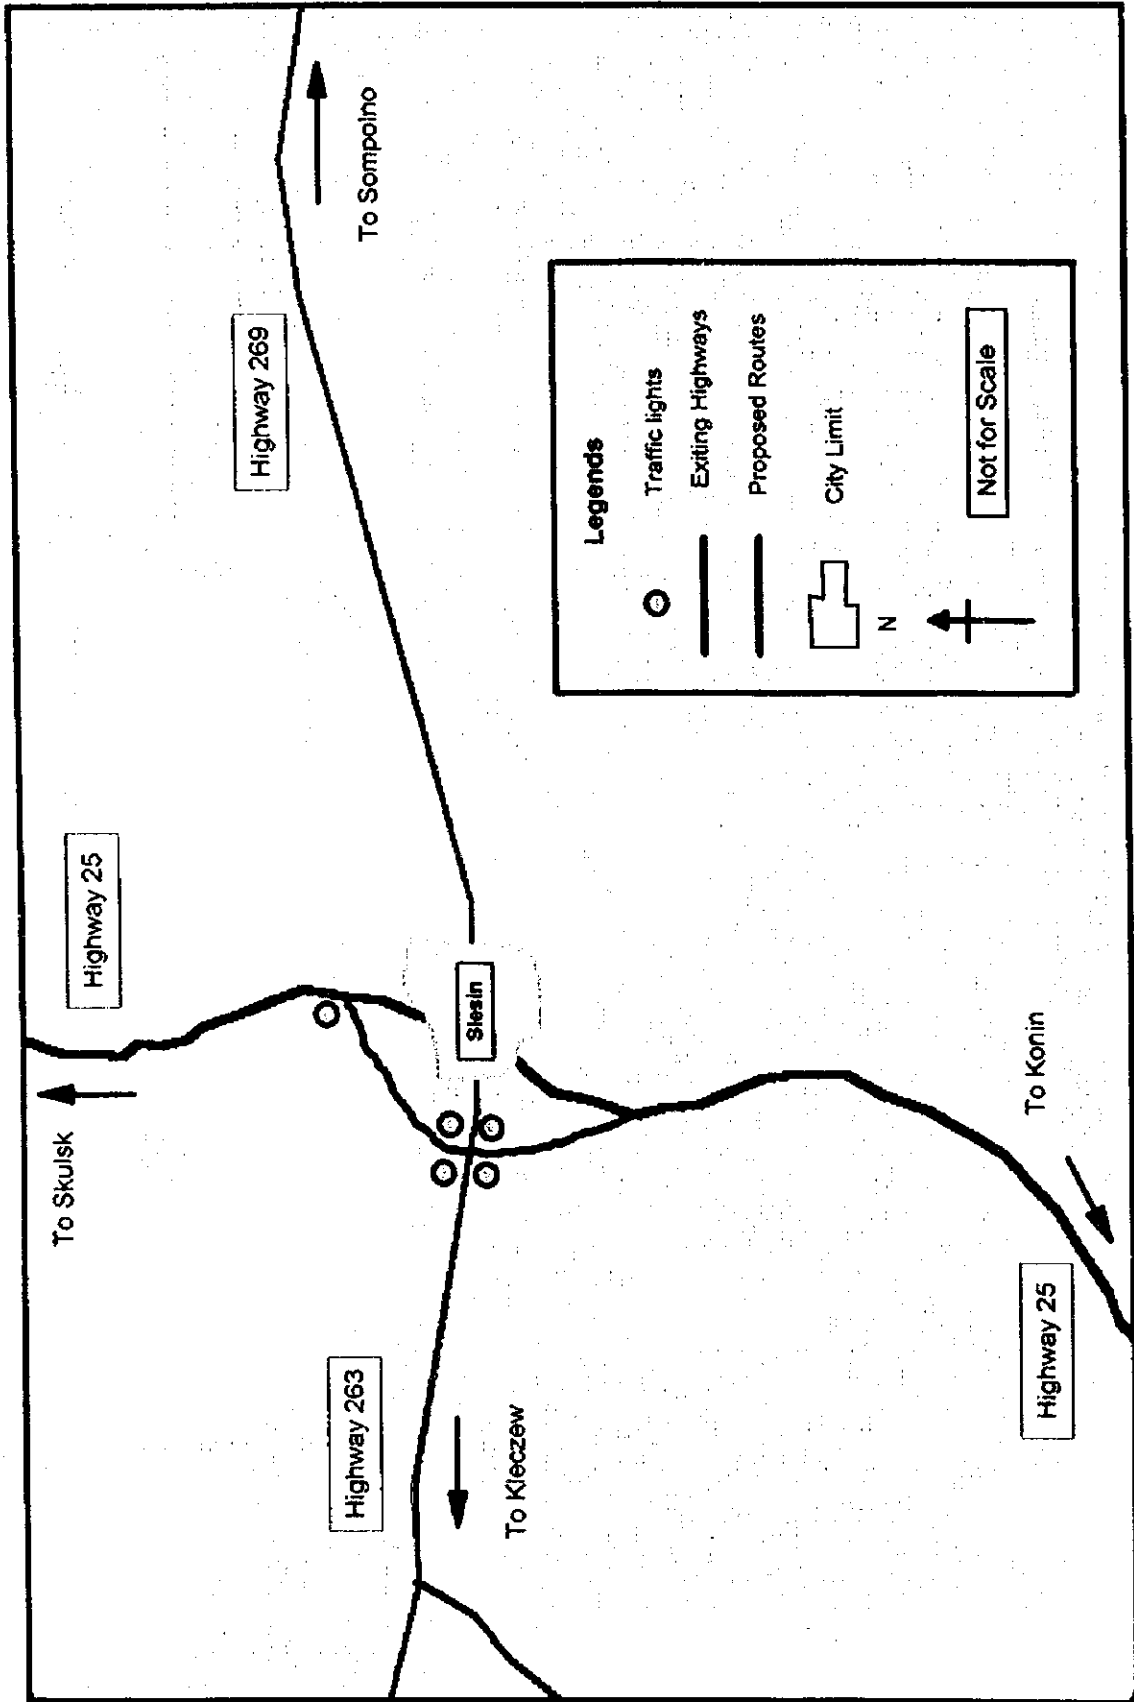 To Skulsk
Highway 25
Highway 269
To Sompolno
Highway 263
To Kleczew
Slesin
Highway 25
To Konin
Legends
Traffic lights
Exiting Highways
Proposed Routes
City Limit
N
Not for Scale